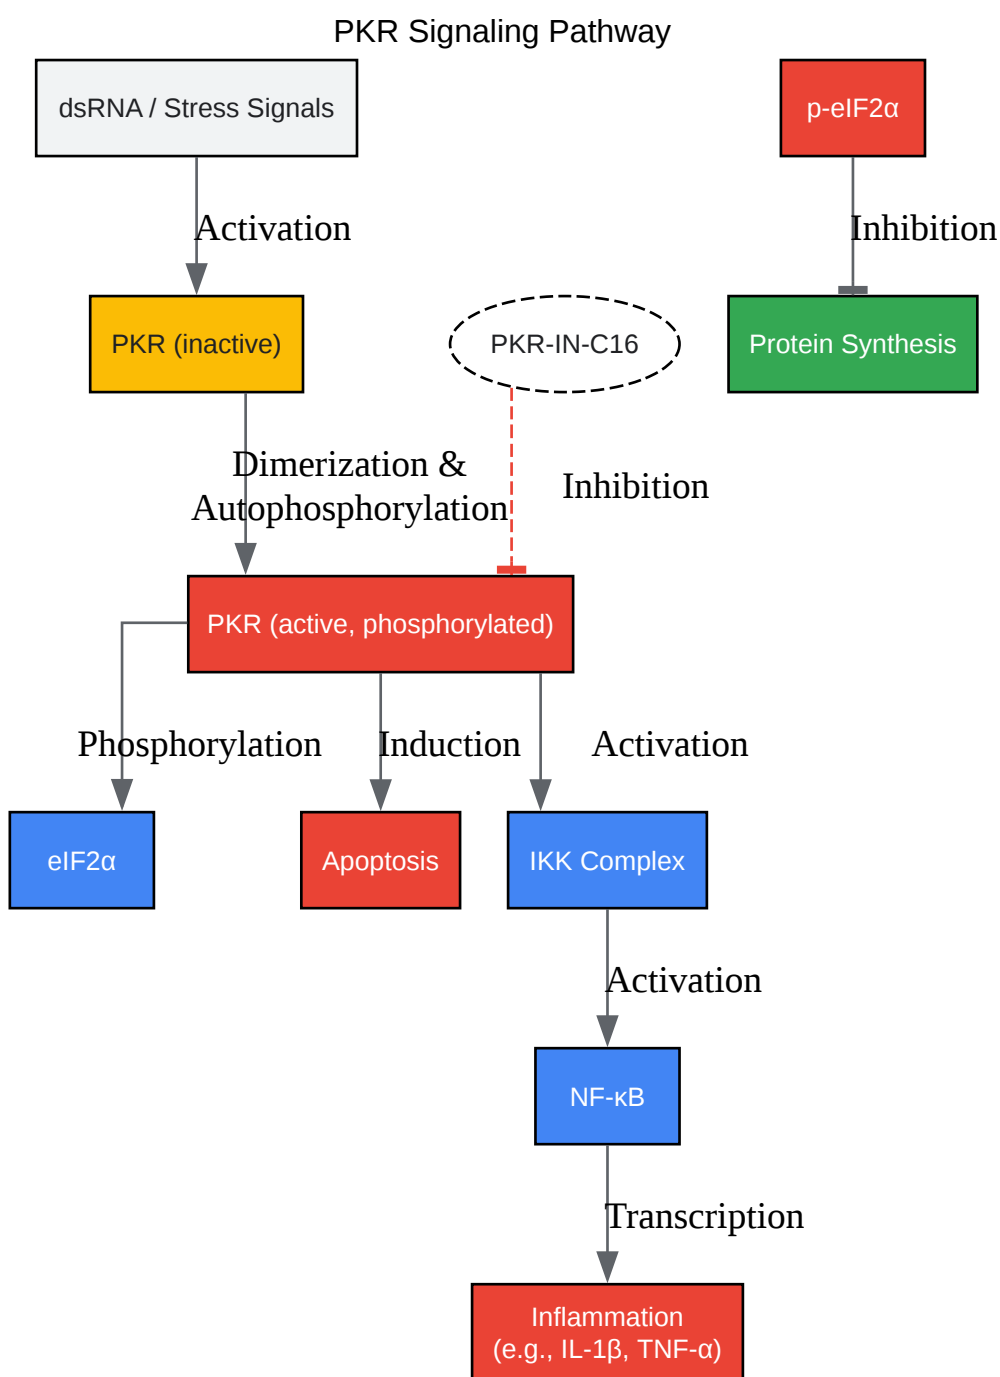 PKR Signaling Pathway
dsRNA / Stress Signals
p-eIF2α
Activation
Inhibition
PKR (inactive)
PKR-IN-C16
Protein Synthesis
Dimerization &
Autophosphorylation
Inhibition
PKR (active, phosphorylated)
Phosphorylation
Induction
Activation
eIF2α
Apoptosis
IKK Complex
Activation
NF-κB
Transcription
Inflammation
(e.g., IL-1β, TNF-α)